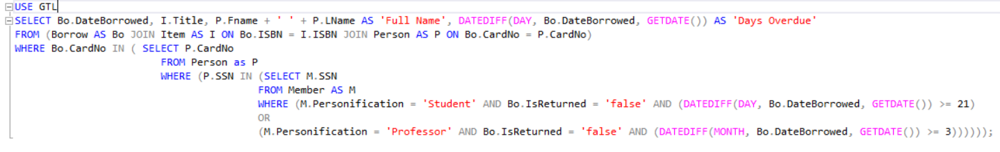 USE GTL
SELECT Bo.DateBorrowed, I.Title, P.Fname + ' ' + P.LName AS 'Full Name', DATEDIFF(DAY, Bo.DateBorrowed, GETDATE()) AS 'Days Overdue'
FROM (Borrow AS Bo JOIN Item AS I ON Bo.ISBN = I.ISBN JOIN Person AS P ON Bo.CardNo = P.CardNo)
WHERE Bo.CardNo IN ( SELECT P.CardNo
FROM Person as P
WHERE (P.SSN IN (SELECT M.SSN
FROM Member AS M
WHERE (M.Personification = 'Student' AND Bo.IsReturned = 'false' AND (DATEDIFF(DAY, Bo.DateBorrowed, GETDATE()) >= 21)
OR
(M.Personification = 'Professor' AND Bo.IsReturned = 'false' AND (DATEDIFF(MONTH, Bo.DateBorrowed, GETDATE()) >= 3))))));